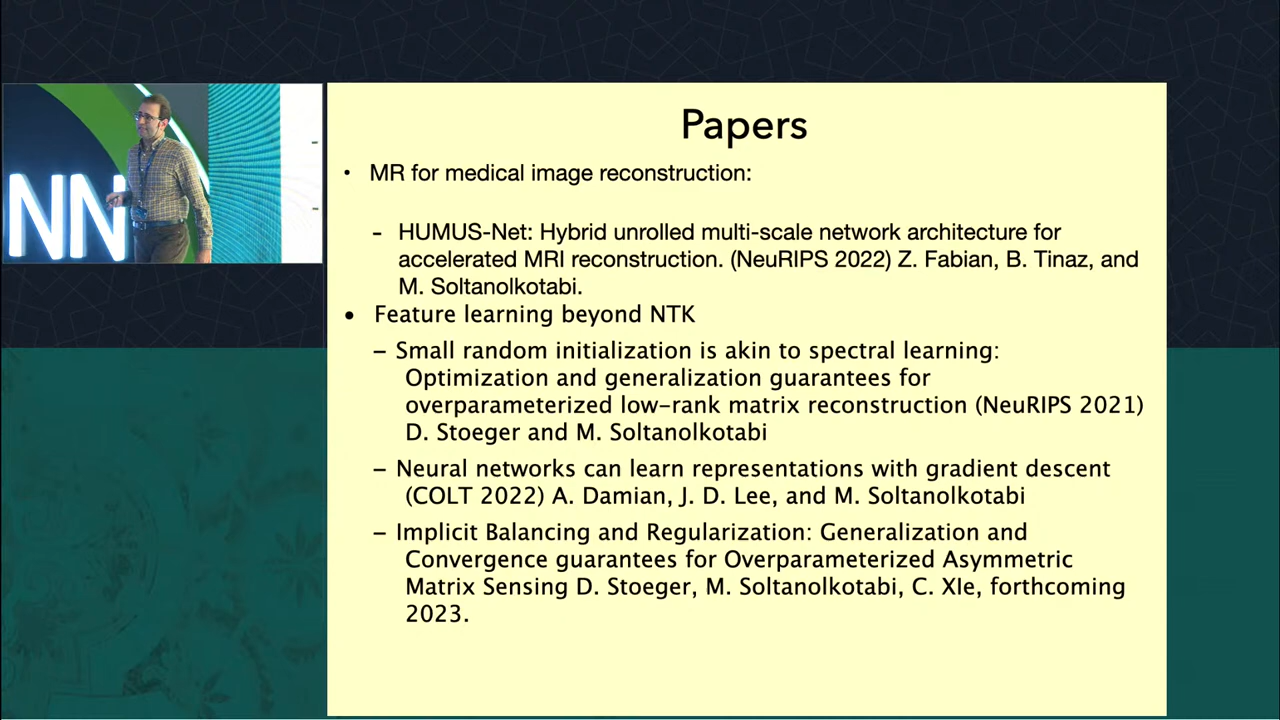 NN
Papers
• MR for medical image reconstruction:
- HUMUS-Net: Hybrid unrolled multi-scale network architecture for
accelerated MRI reconstruction. (NeuRIPS 2022) Z. Fabian, B. Tinaz, and
M. Soltanolkotabi.
• Feature learning beyond NTK
– Small random initialization is akin to spectral learning:
Optimization and generalization guarantees for
overparameterized low-rank matrix reconstruction (NeuRIPS 2021)
D. Stoeger and M. Soltanolkotabi
– Neural networks can learn representations with gradient descent
(COLT 2022) A. Damian, J. D. Lee, and M. Soltanolkotabi
– Implicit Balancing and Regularization: Generalization and
Convergence guarantees for Overparameterized Asymmetric
Matrix Sensing D. Stoeger, M. Soltanolkotabi, C. XIe, forthcoming
2023.